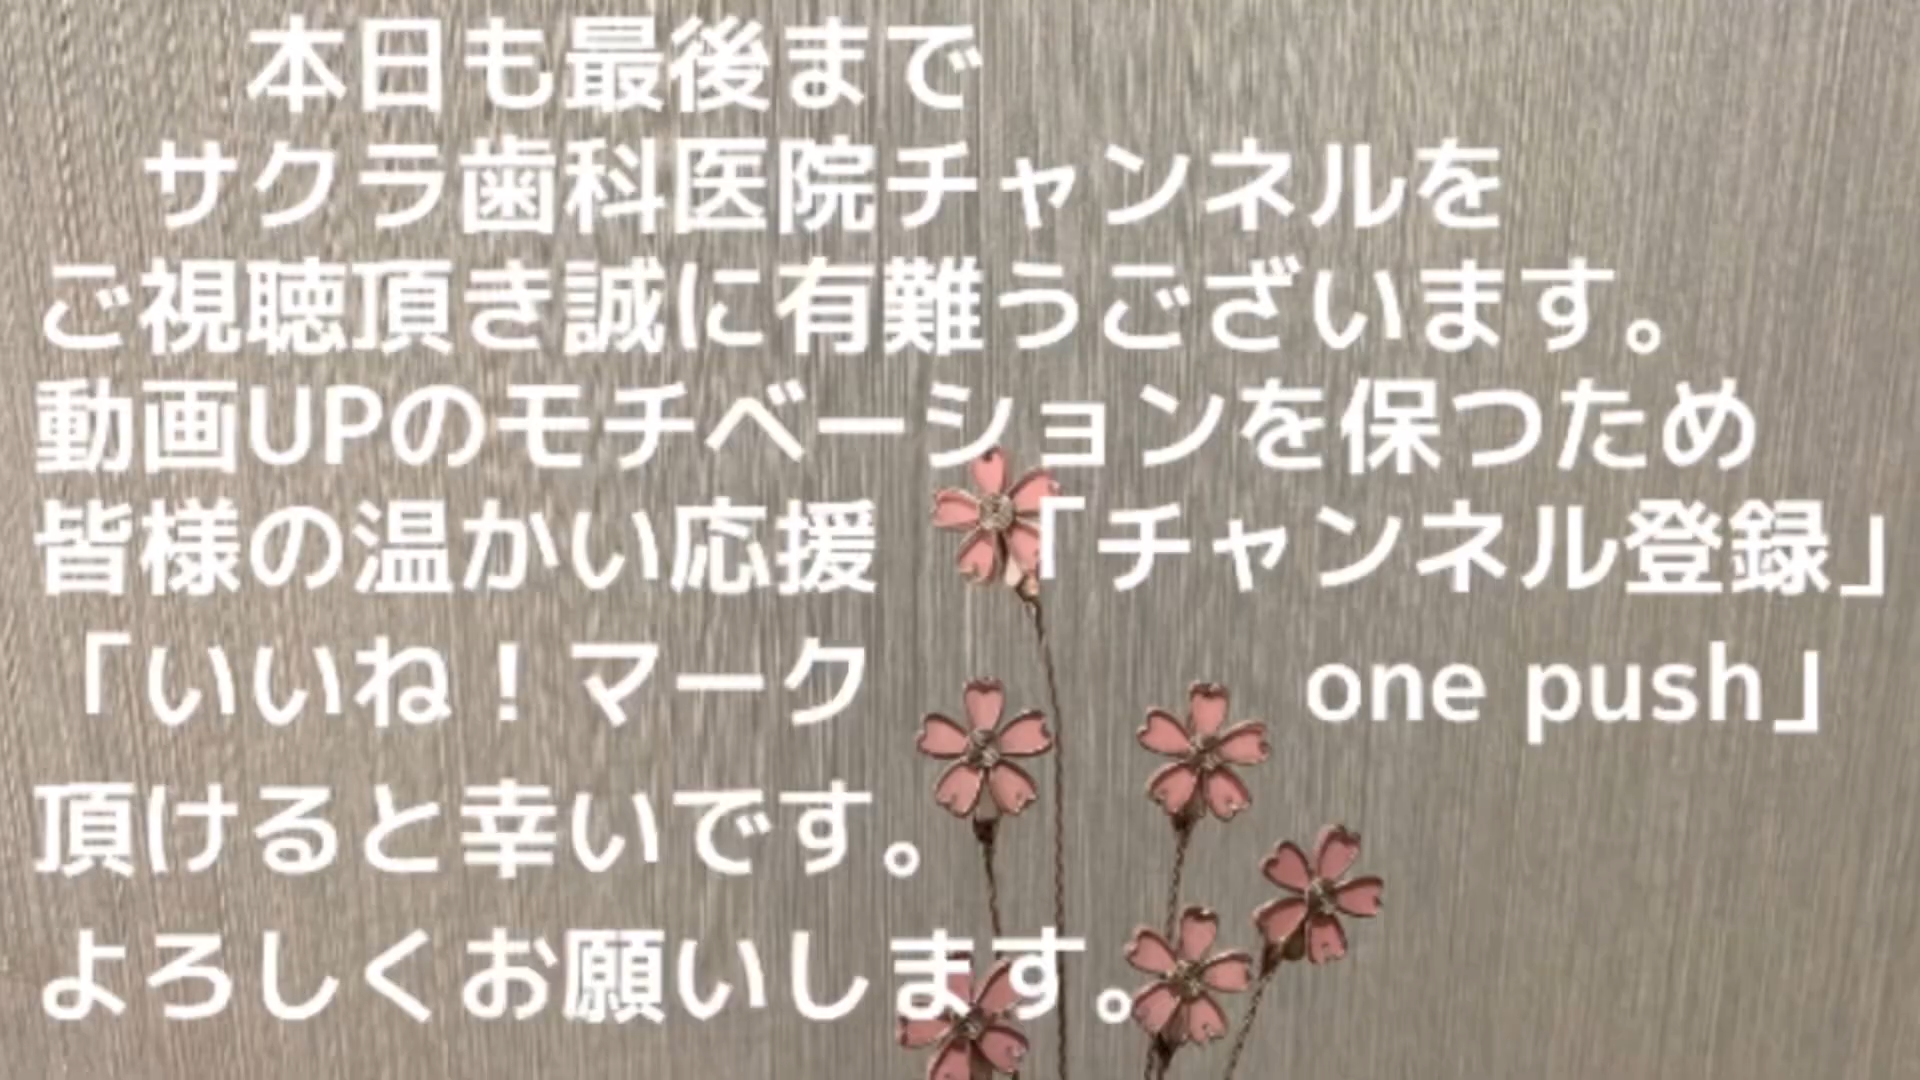 本日も最後まで
サクラ歯科医院チャンネルを
ご視聴頂き誠に有難うございます。
動画UPのモチベーションを保つため
皆様の温かい応援 「チャンネル登録」
「いいね！マーク one push」
頂けると幸いです。
よろしくお願いします。